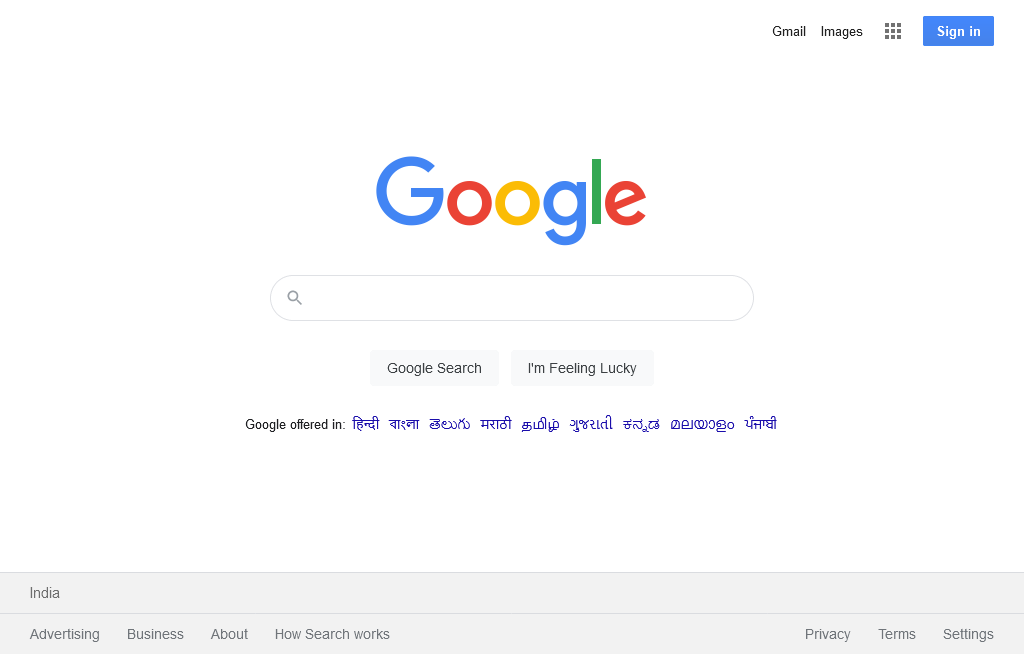 Gmail Images Sign in
Google
Google Search I'm Feeling Lucky
Google offered in: हिन्दी বাংলা తెలుగు मराठी தமிழ் ગુજરાતી ಕನ್ನಡ മലയാളം ਪੰਜਾਬੀ
India
Advertising Business About How Search works Privacy Terms Settings